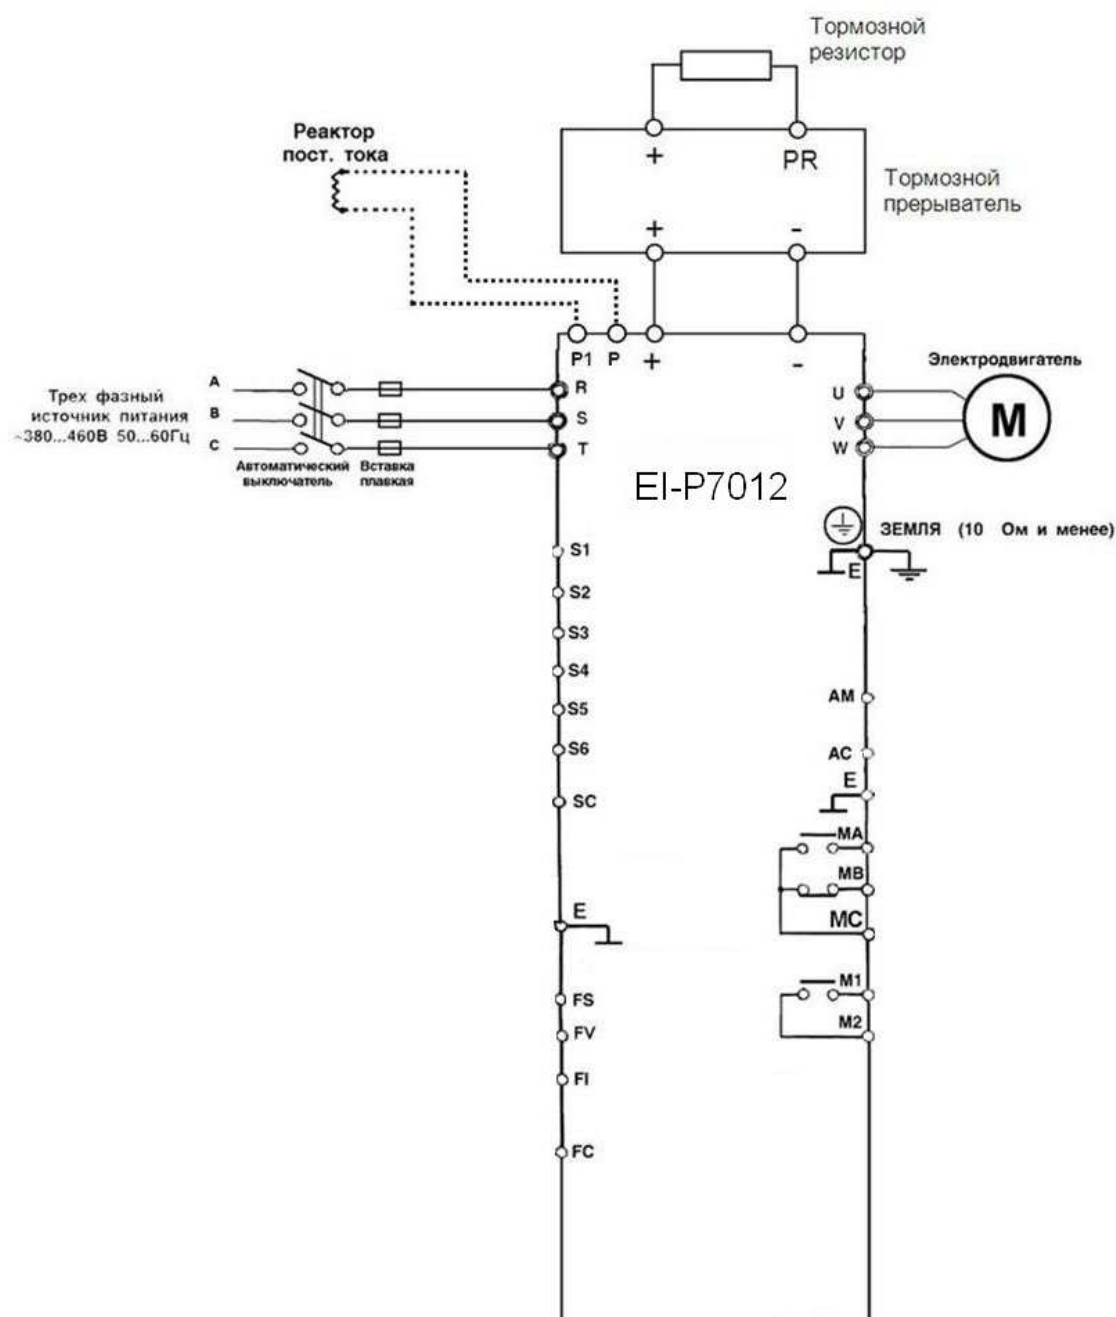 Тормозной
резистор
Реактор
пост. тока
+
PR
Тормозной
прерыватель
+
-
P1
P
+
-
Электродвигатель
Трех фазный
источник питания
~380...460В 50...60Гц
A
B
C
Автоматический
выключатель
Вставка
плавкая
R
S
T
U
V
W
M
EI-P7012
ЗЕМЛЯ (10 Ом и менее)
E
S1
S2
S3
S4
S5
S6
SC
E
FS
FV
FI
FC
AM
AC
E
MA
MB
MC
M1
M2